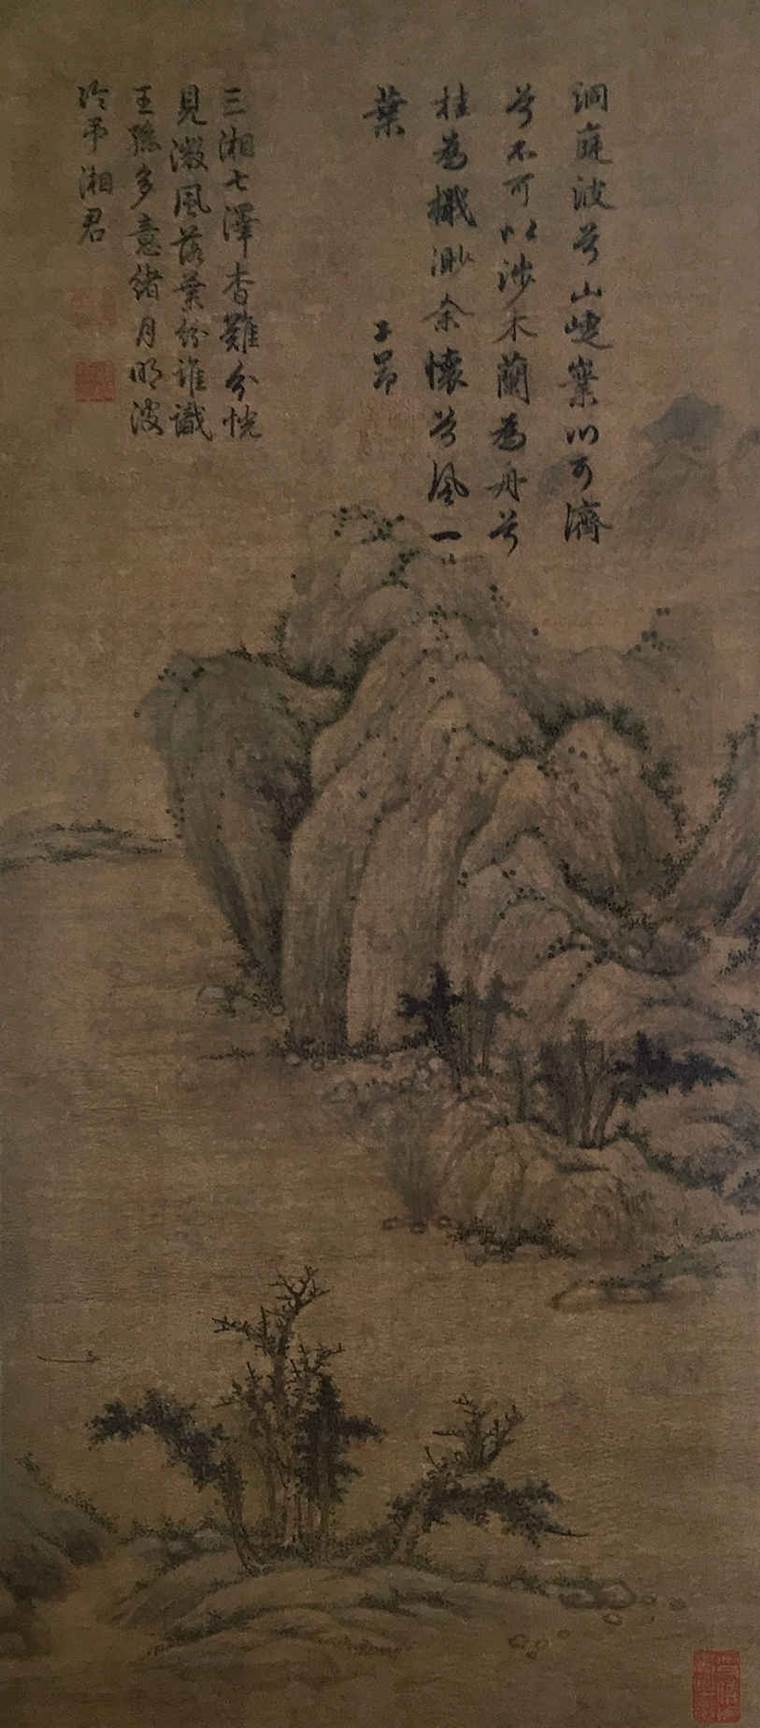 洞庭波兮山崨嶪川可濟
兮不可以涉木蘭為舟兮
桂為檝渺余懷兮風一
葉
子昂
三湘七澤杳難分恍
見微風落葉紛誰識
王孫多意緒月明波
冷弔湘君